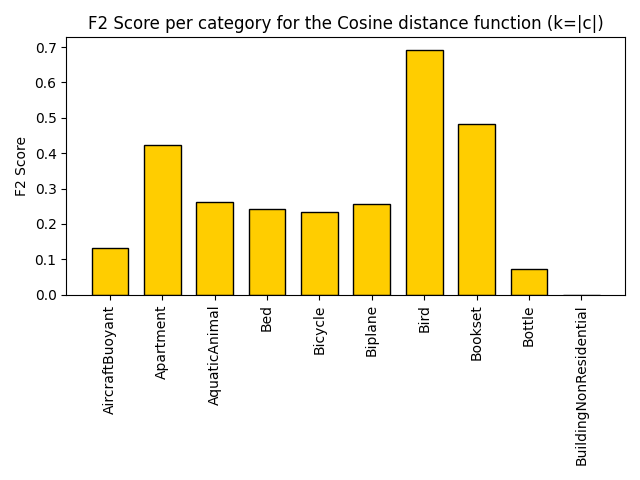 F2 Score per category for the Cosine distance function (k=|c|)
F2 Score
0.7
0.6
0.5
0.4
0.3
0.2
0.1
0.0
AircraftBuoyant
Apartment
AquaticAnimal
Bed
Bicycle
Biplane
Bird
Bookset
Bottle
BuildingNonResidential